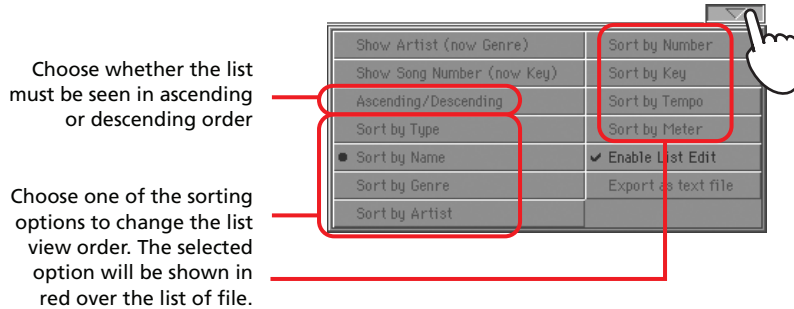 Show Artist (now Genre)
Sort by Number
Choose whether the list
must be seen in ascending
or descending order
Show Song Number (now Key)
Sort by Key
Ascending/Descending
Sort by Tempo
Sort by Type
Sort by Meter
Sort by Name
Enable List Edit
Choose one of the sorting
options to change the list
view order. The selected
option will be shown in
red over the list of file.
Sort by Genre
Export as text file
Sort by Artist